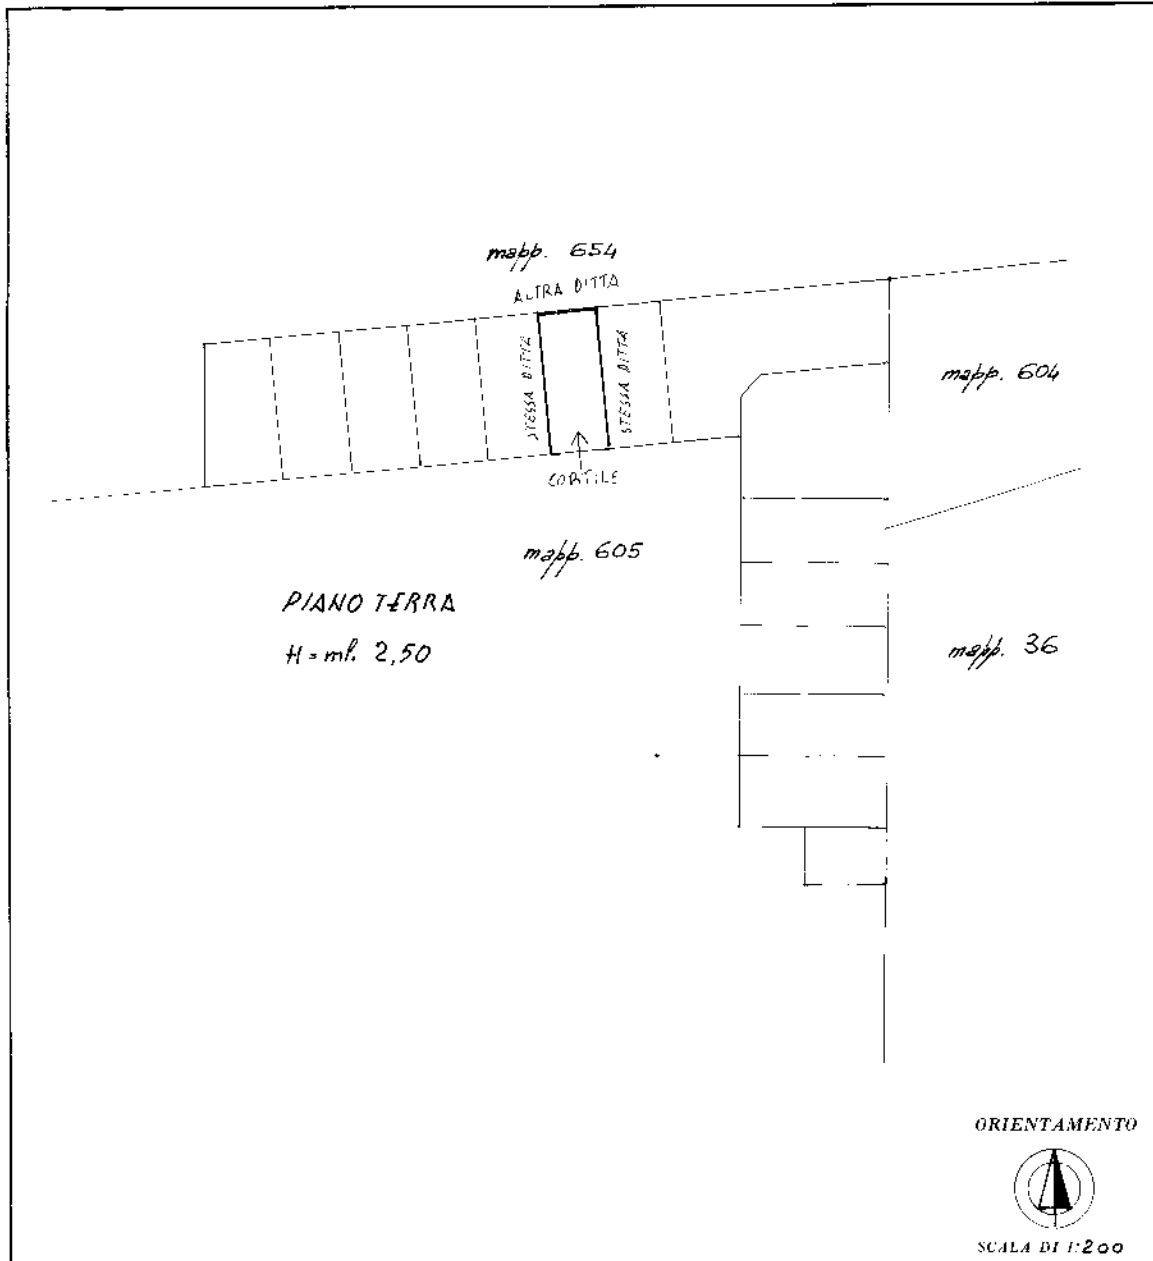 mapp. 654
ALTRA DITTA
STESSA DITTA
STESSA DITTA
mapp. 604
CORTILE
mapp. 605
PIANO TERRA
H = ml. 2,50
mapp. 36
ORIENTAMENTO
SCALA DI 1:200